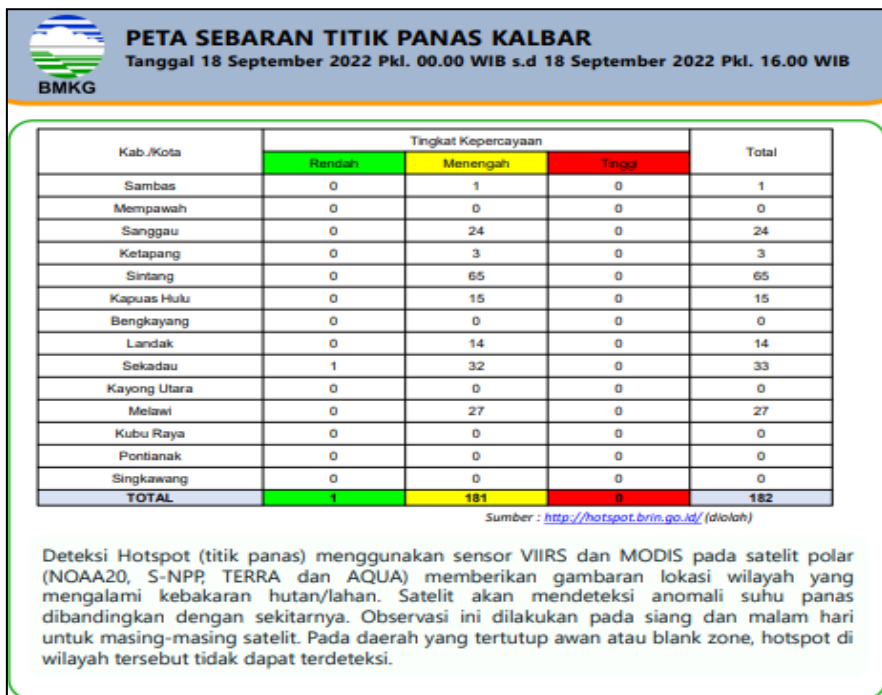 PETA SEBARAN TITIK PANAS KALBAR
Tanggal 18 September 2022 Pkl. 00.00 WIB s.d 18 September 2022 Pkl. 16.00 WIB
BMKG
Kab./Kota Tingkat Kepercayaan Total
Rendah Menengah Tinggi
Sambas 0 1 0 1
Mempawah 0 0 0 0
Sanggau 0 24 0 24
Ketapang 0 3 0 3
Sintang 0 65 0 65
Kapuas Hulu 0 15 0 15
Bengkayang 0 0 0 0
Landak 0 14 0 14
Sekadau 1 32 0 33
Kayong Utara 0 0 0 0
Melawi 0 27 0 27
Kubu Raya 0 0 0 0
Pontianak 0 0 0 0
Singkawang 0 0 0 0
TOTAL 1 181 0 182
Sumber : http://hotspot.brin.go.id/ (diolah)
Deteksi Hotspot (titik panas) menggunakan sensor VIIRS dan MODIS pada satelit polar
(NOAA20, S-NPP, TERRA dan AQUA) memberikan gambaran lokasi wilayah yang
mengalami kebakaran hutan/lahan. Satelit akan mendeteksi anomali suhu panas
dibandingkan dengan sekitarnya. Observasi ini dilakukan pada siang dan malam hari
untuk masing-masing satelit. Pada daerah yang tertutup awan atau blank zone, hotspot di
wilayah tersebut tidak dapat terdeteksi.